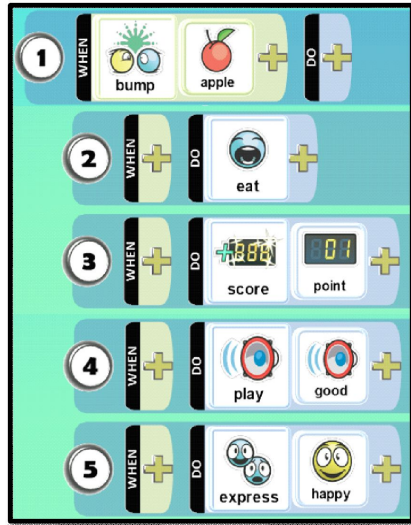 1 WHEN bump apple DO
2 WHEN DO eat
3 WHEN DO score 01 point
4 WHEN DO play good
5 WHEN DO express happy